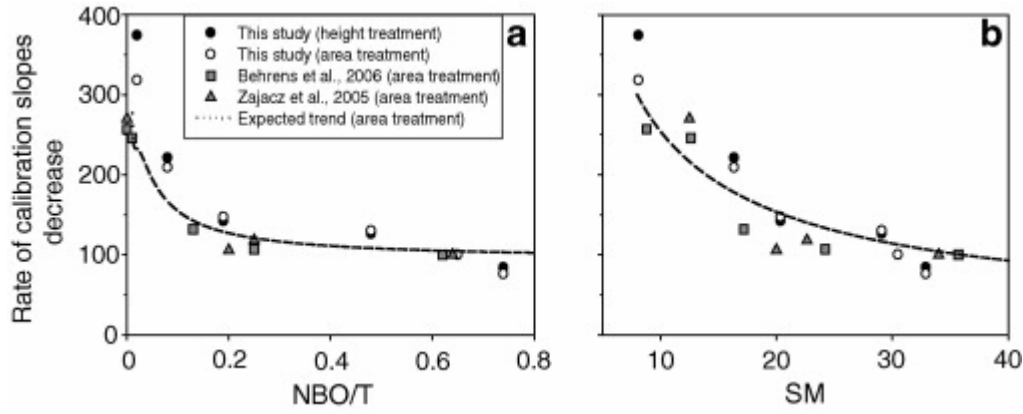 400
300
200
100
0
Rate of calibration slopes
decrease
a
This study (height treatment)
This study (area treatment)
Behrens et al., 2006 (area treatment)
Zajacz et al., 2005 (area treatment)
Expected trend (area treatment)
0
0.2
0.4
0.6
0.8
NBO/T
b
10
20
30
40
SM